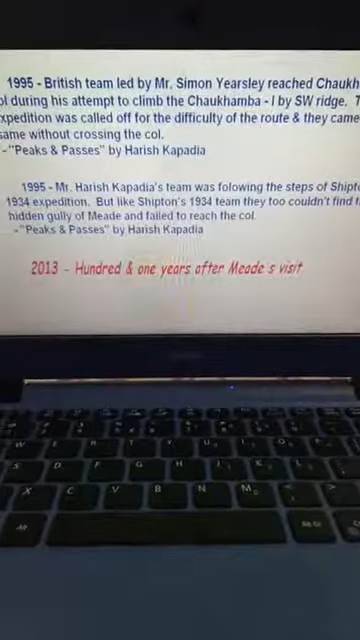 1995 - British team led by Mr. Simon Yearsley reached Chaukh
ol during his attempt to climb the Chaukhamba - I by SW ridge.
xpedition was called off for the difficulty of the route & they came
same without crossing the col.
-"Peaks & Passes" by Harish Kapadia
1995 - Mr. Harish Kapadia's team was folowing the steps of Shipto
1934 expedition. But like Shipton's 1934 team they too couldn't find t
hidden gully of Meade and failed to reach the col.
-"Peaks & Passes" by Harish Kapadia
2013 - Hundred & one years after Meade's visit
W E R T Y U I O P
S D F G H J K L
X C V B N M < >
Alt Alt Gr